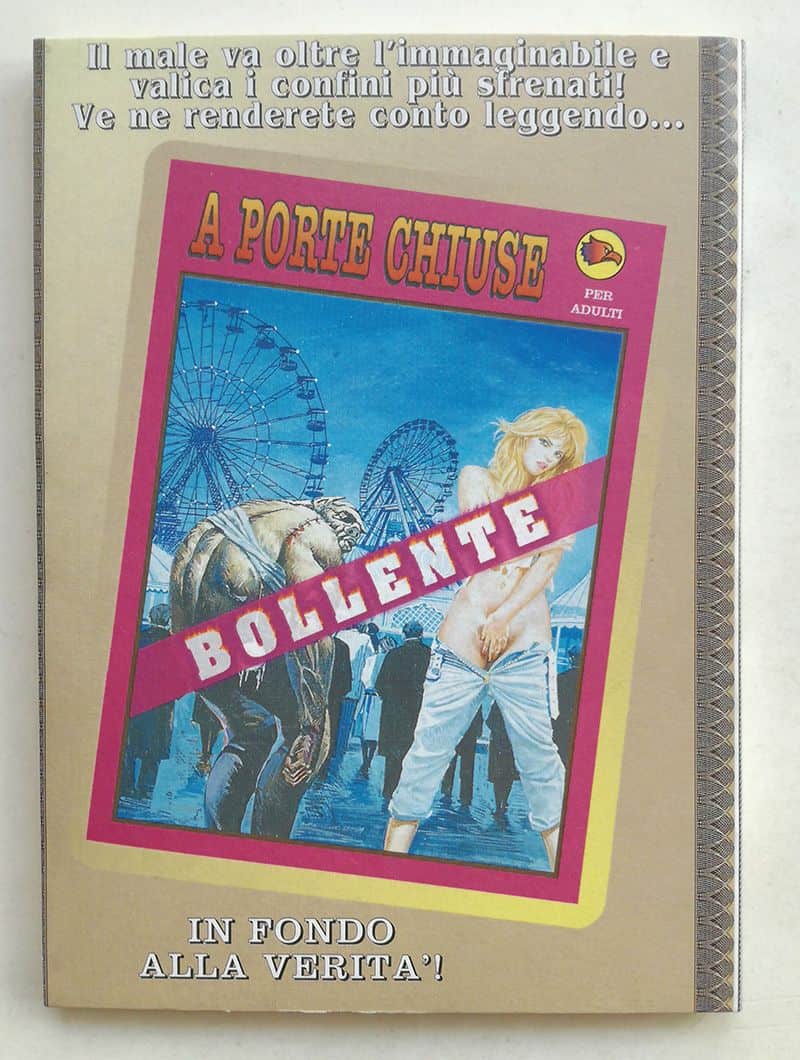 Il male va oltre l'immaginabile e
valica i confini più sfrenati!
Ve ne renderete conto leggendo...
A PORTE CHIUSE
PER
ADULTI
BOLLENTE
IN FONDO
ALLA VERITA'!